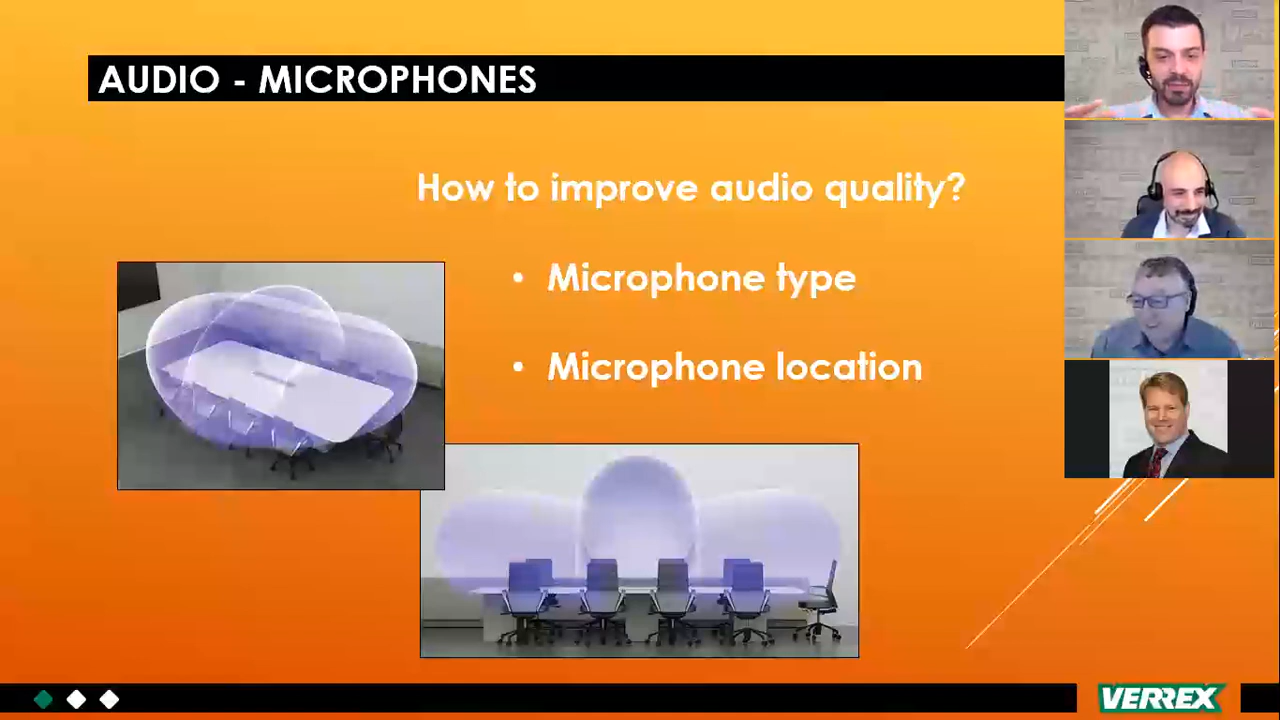 AUDIO - MICROPHONES
How to improve audio quality?
• Microphone type
• Microphone location
VERREX